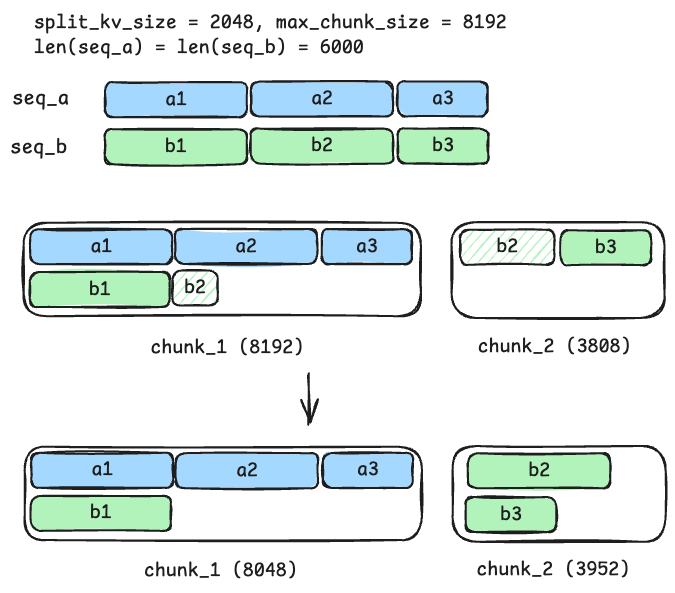 split_kv_size = 2048, max_chunk_size = 8192
len(seq_a) = len(seq_b) = 6000
seq_a a1 a2 a3
seq_b b1 b2 b3
a1 a2 a3 b2 b3
b1 b2
chunk_1 (8192) chunk_2 (3808)
a1 a2 a3 b2
b1 b3
chunk_1 (8048) chunk_2 (3952)